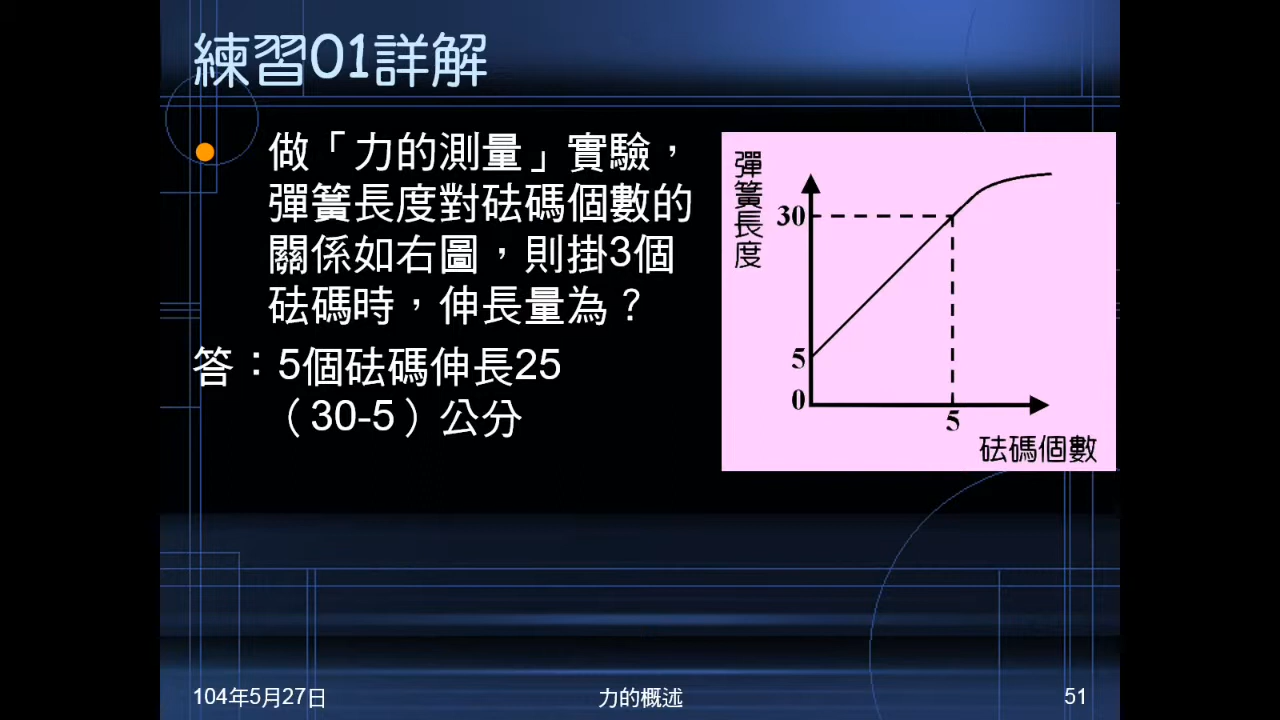 練習01詳解
做「力的測量」實驗，
彈簧長度對砝碼個數的
關係如右圖，則掛3個
砝碼時，伸長量為？
答：5個砝碼伸長25
（30-5）公分
彈簧長度
30
5
0
5
砝碼個數
104年5月27日
力的概述
51